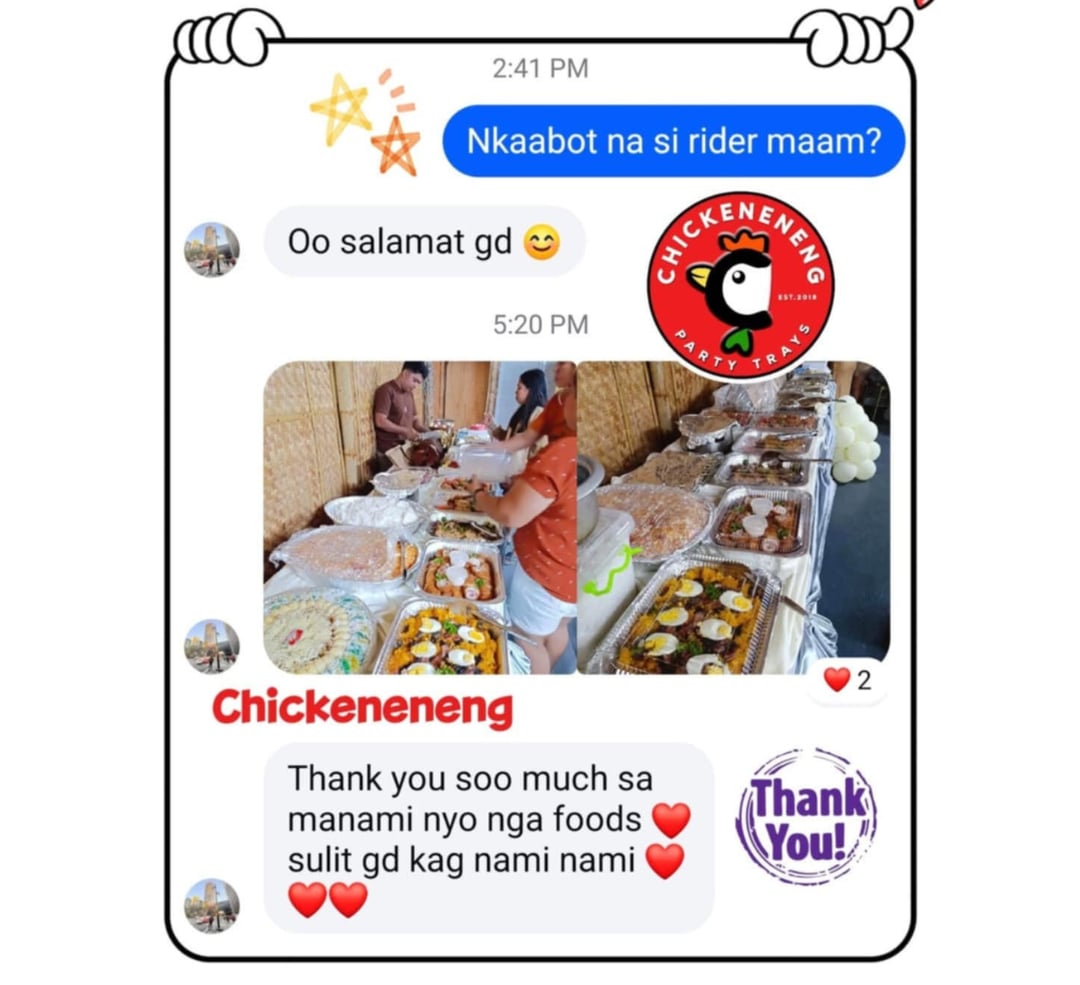 2:41 PM
Nkaabot na si rider maam?
Oo salamat gd 😊
CHICKENENENG
EST.2018
PARTY TRAYS
5:20 PM
❤️ 2
Chickeneneng
Thank you soo much sa
manami nyo nga foods ❤️
sulit gd kag nami nami ❤️
❤️❤️
Thank
You!